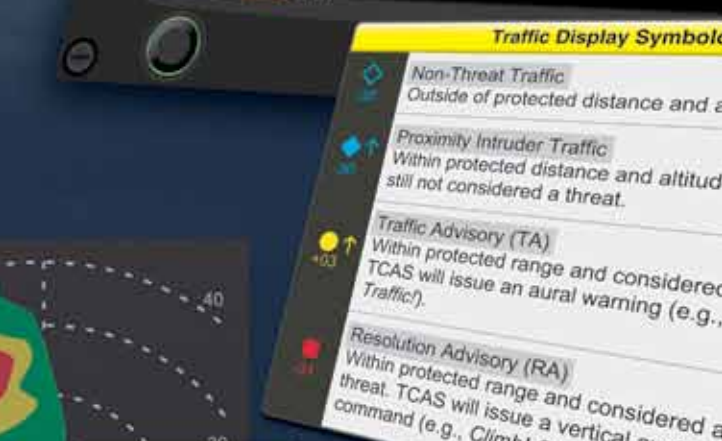 Traffic Display Symbolo
Non-Threat Traffic
Outside of protected distance and a
Proximity Intruder Traffic
Within protected distance and altitud
still not considered a threat.
Traffic Advisory (TA)
Within protected range and considered
TCAS will issue an aural warning (e.g.,
Traffic!).
+03
40
Resolution Advisory (RA)
Within protected range and considered a
threat. TCAS will issue a vertical
command (e.g.,